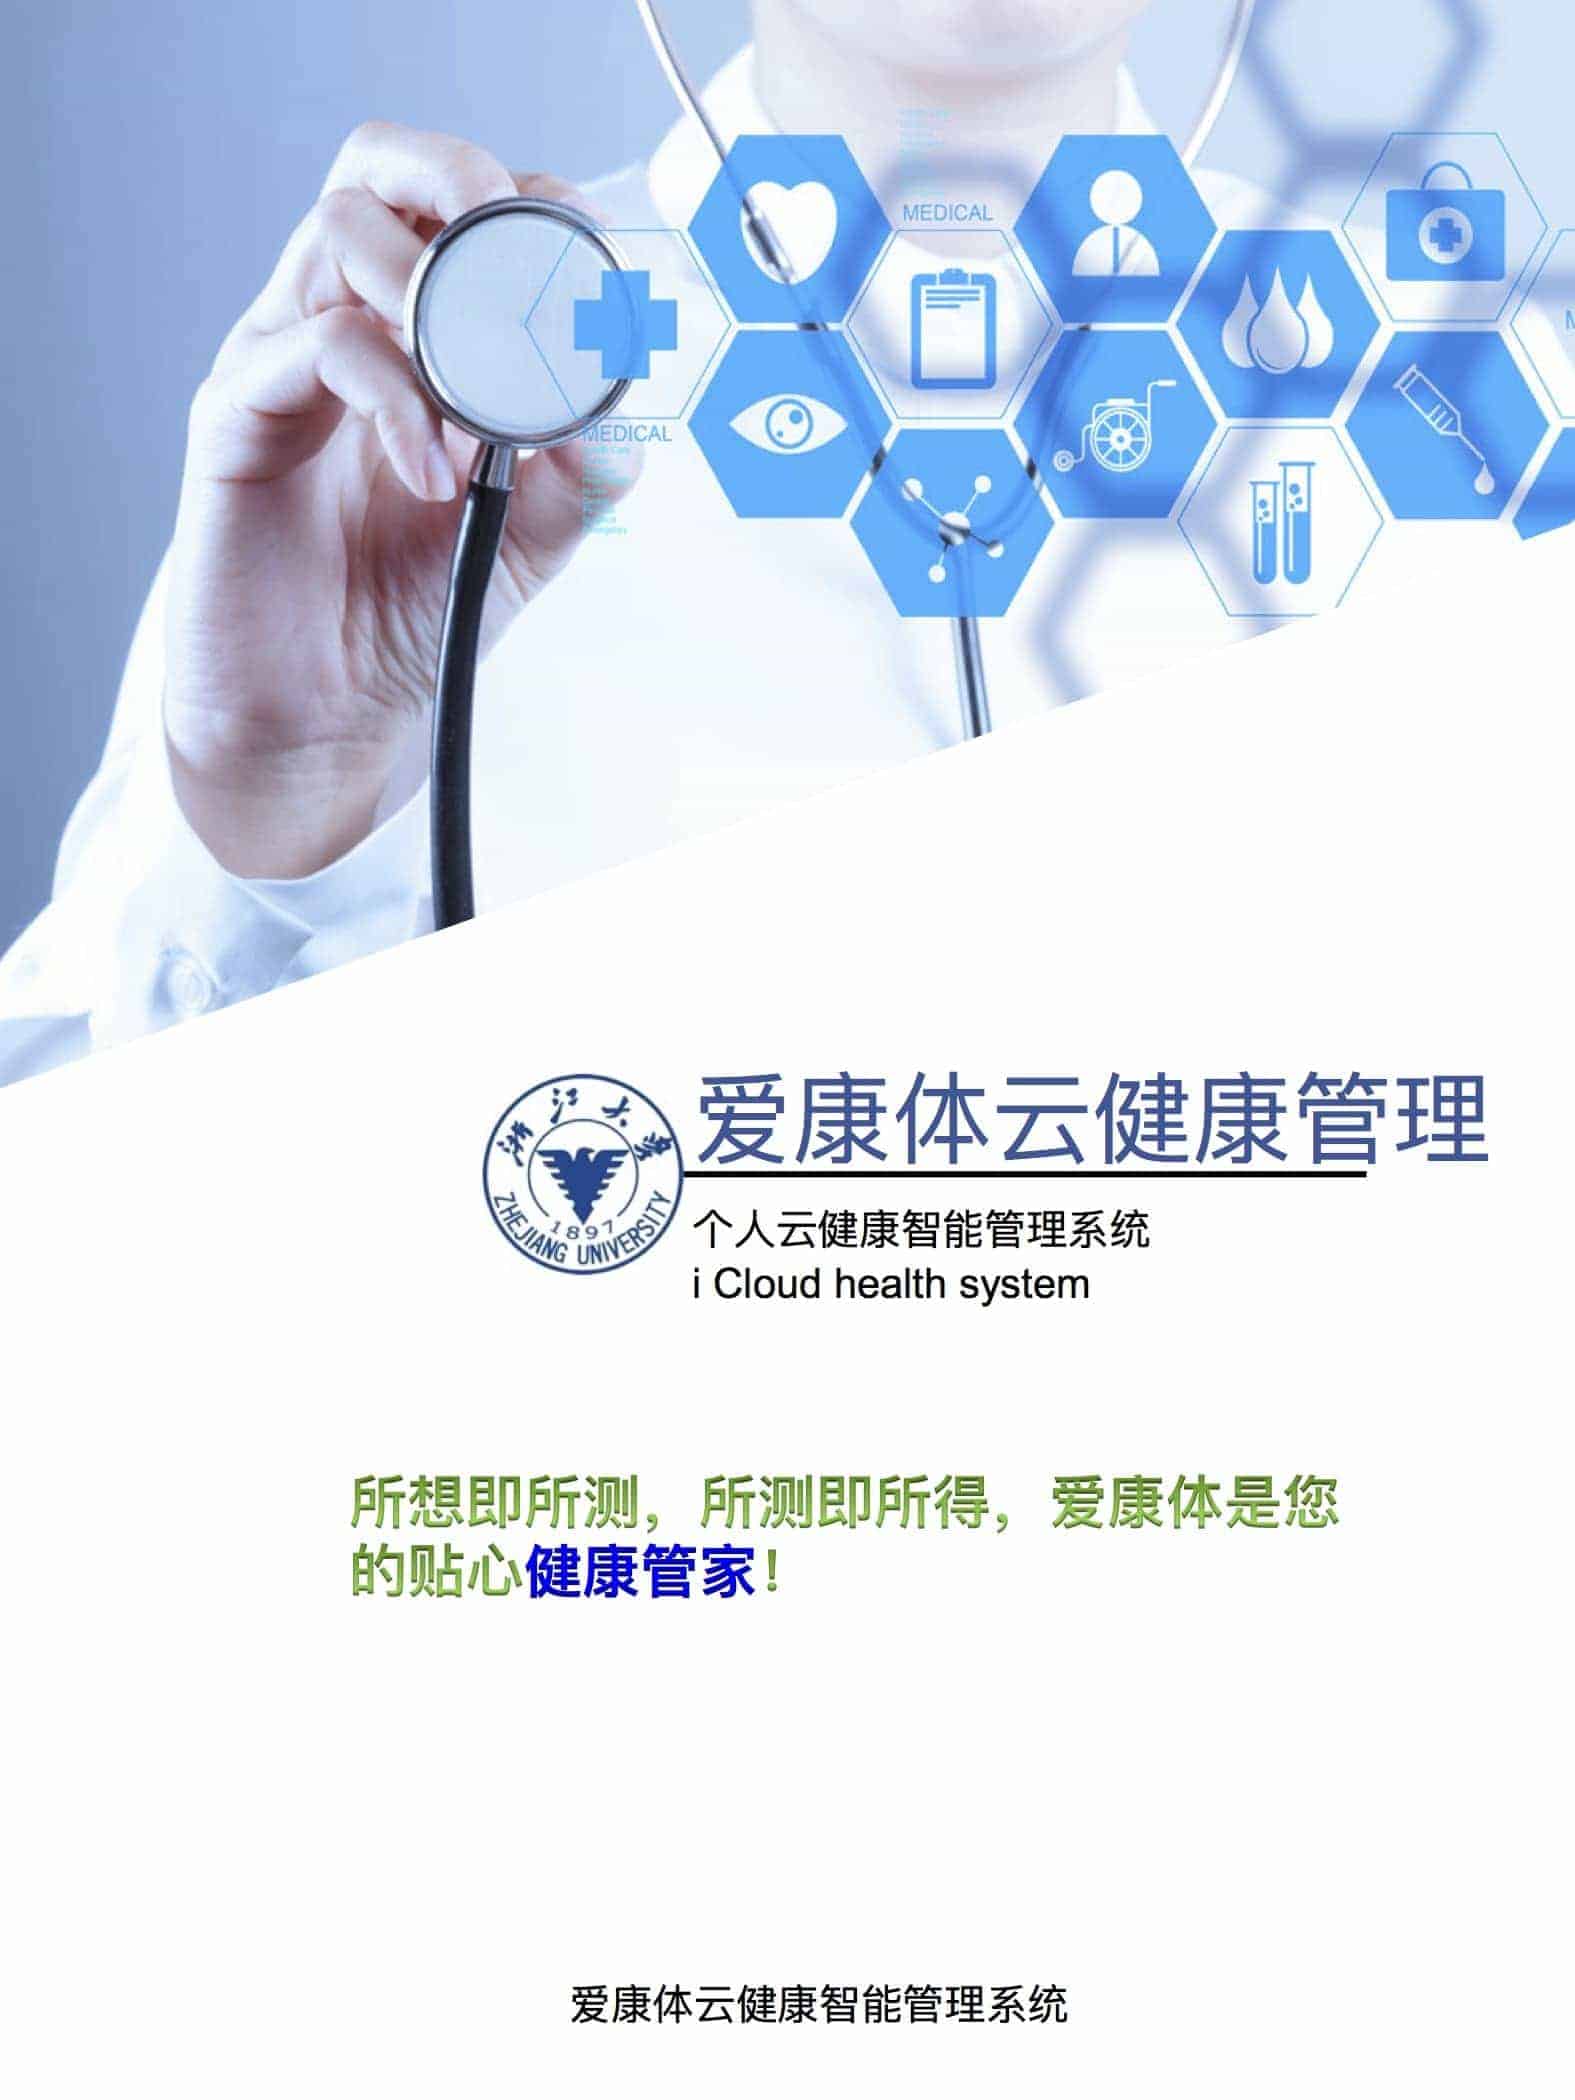 MEDICAL
MEDICAL
爱康体云健康管理
浙江大学
ZHEJIANG UNIVERSITY
1897
个人云健康智能管理系统
i Cloud health system
所想即所测，所测即所得，爱康体是您
的贴心健康管家！
爱康体云健康智能管理系统